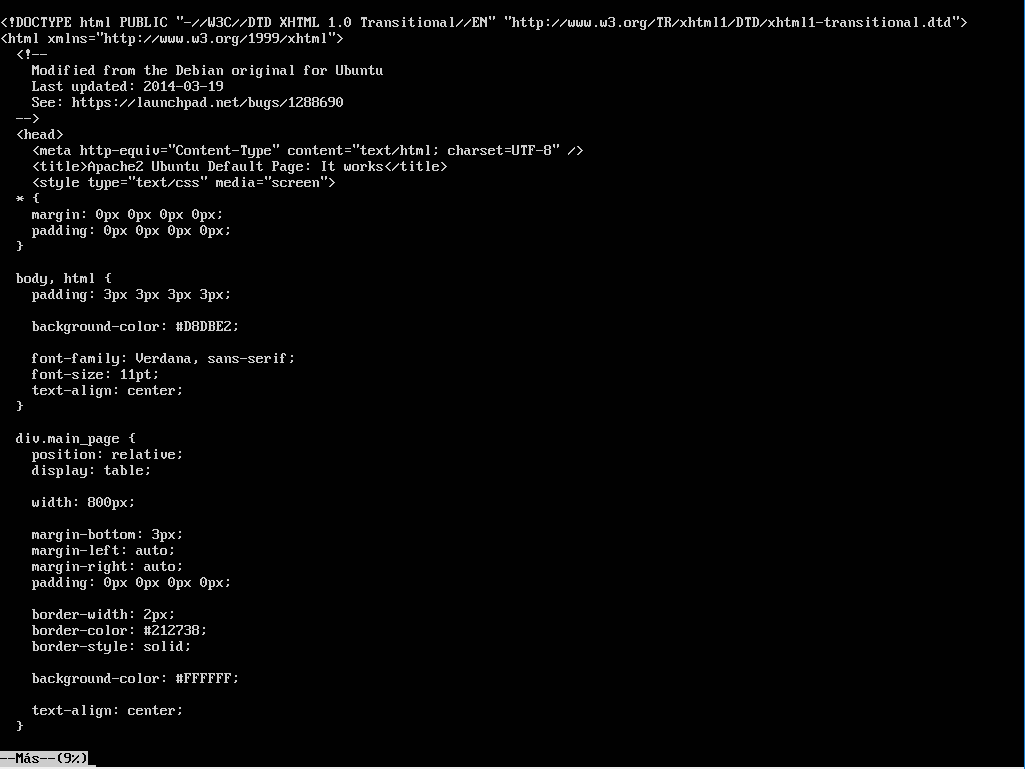 <!DOCTYPE html PUBLIC "-//W3C//DTD XHTML 1.0 Transitional//EN" "http://www.w3.org/TR/xhtml1/DTD/xhtml1-transitional.dtd">
<html xmlns="http://www.w3.org/1999/xhtml">
  <!--
    Modified from the Debian original for Ubuntu
    Last updated: 2014-03-19
    See: https://launchpad.net/bugs/1288690
  -->
  <head>
    <meta http-equiv="Content-Type" content="text/html; charset=UTF-8" />
    <title>Apache2 Ubuntu Default Page: It works</title>
    <style type="text/css" media="screen">
  * {
    margin: 0px 0px 0px 0px;
    padding: 0px 0px 0px 0px;
  }

  body, html {
    padding: 3px 3px 3px 3px;

    background-color: #D8DBE2;

    font-family: Verdana, sans-serif;
    font-size: 11pt;
    text-align: center;
  }

  div.main_page {
    position: relative;
    display: table;

    width: 800px;

    margin-bottom: 3px;
    margin-left: auto;
    margin-right: auto;
    padding: 0px 0px 0px 0px;

    border-width: 2px;
    border-color: #212738;
    border-style: solid;

    background-color: #FFFFFF;

    text-align: center;
  }

--Más--(9%)